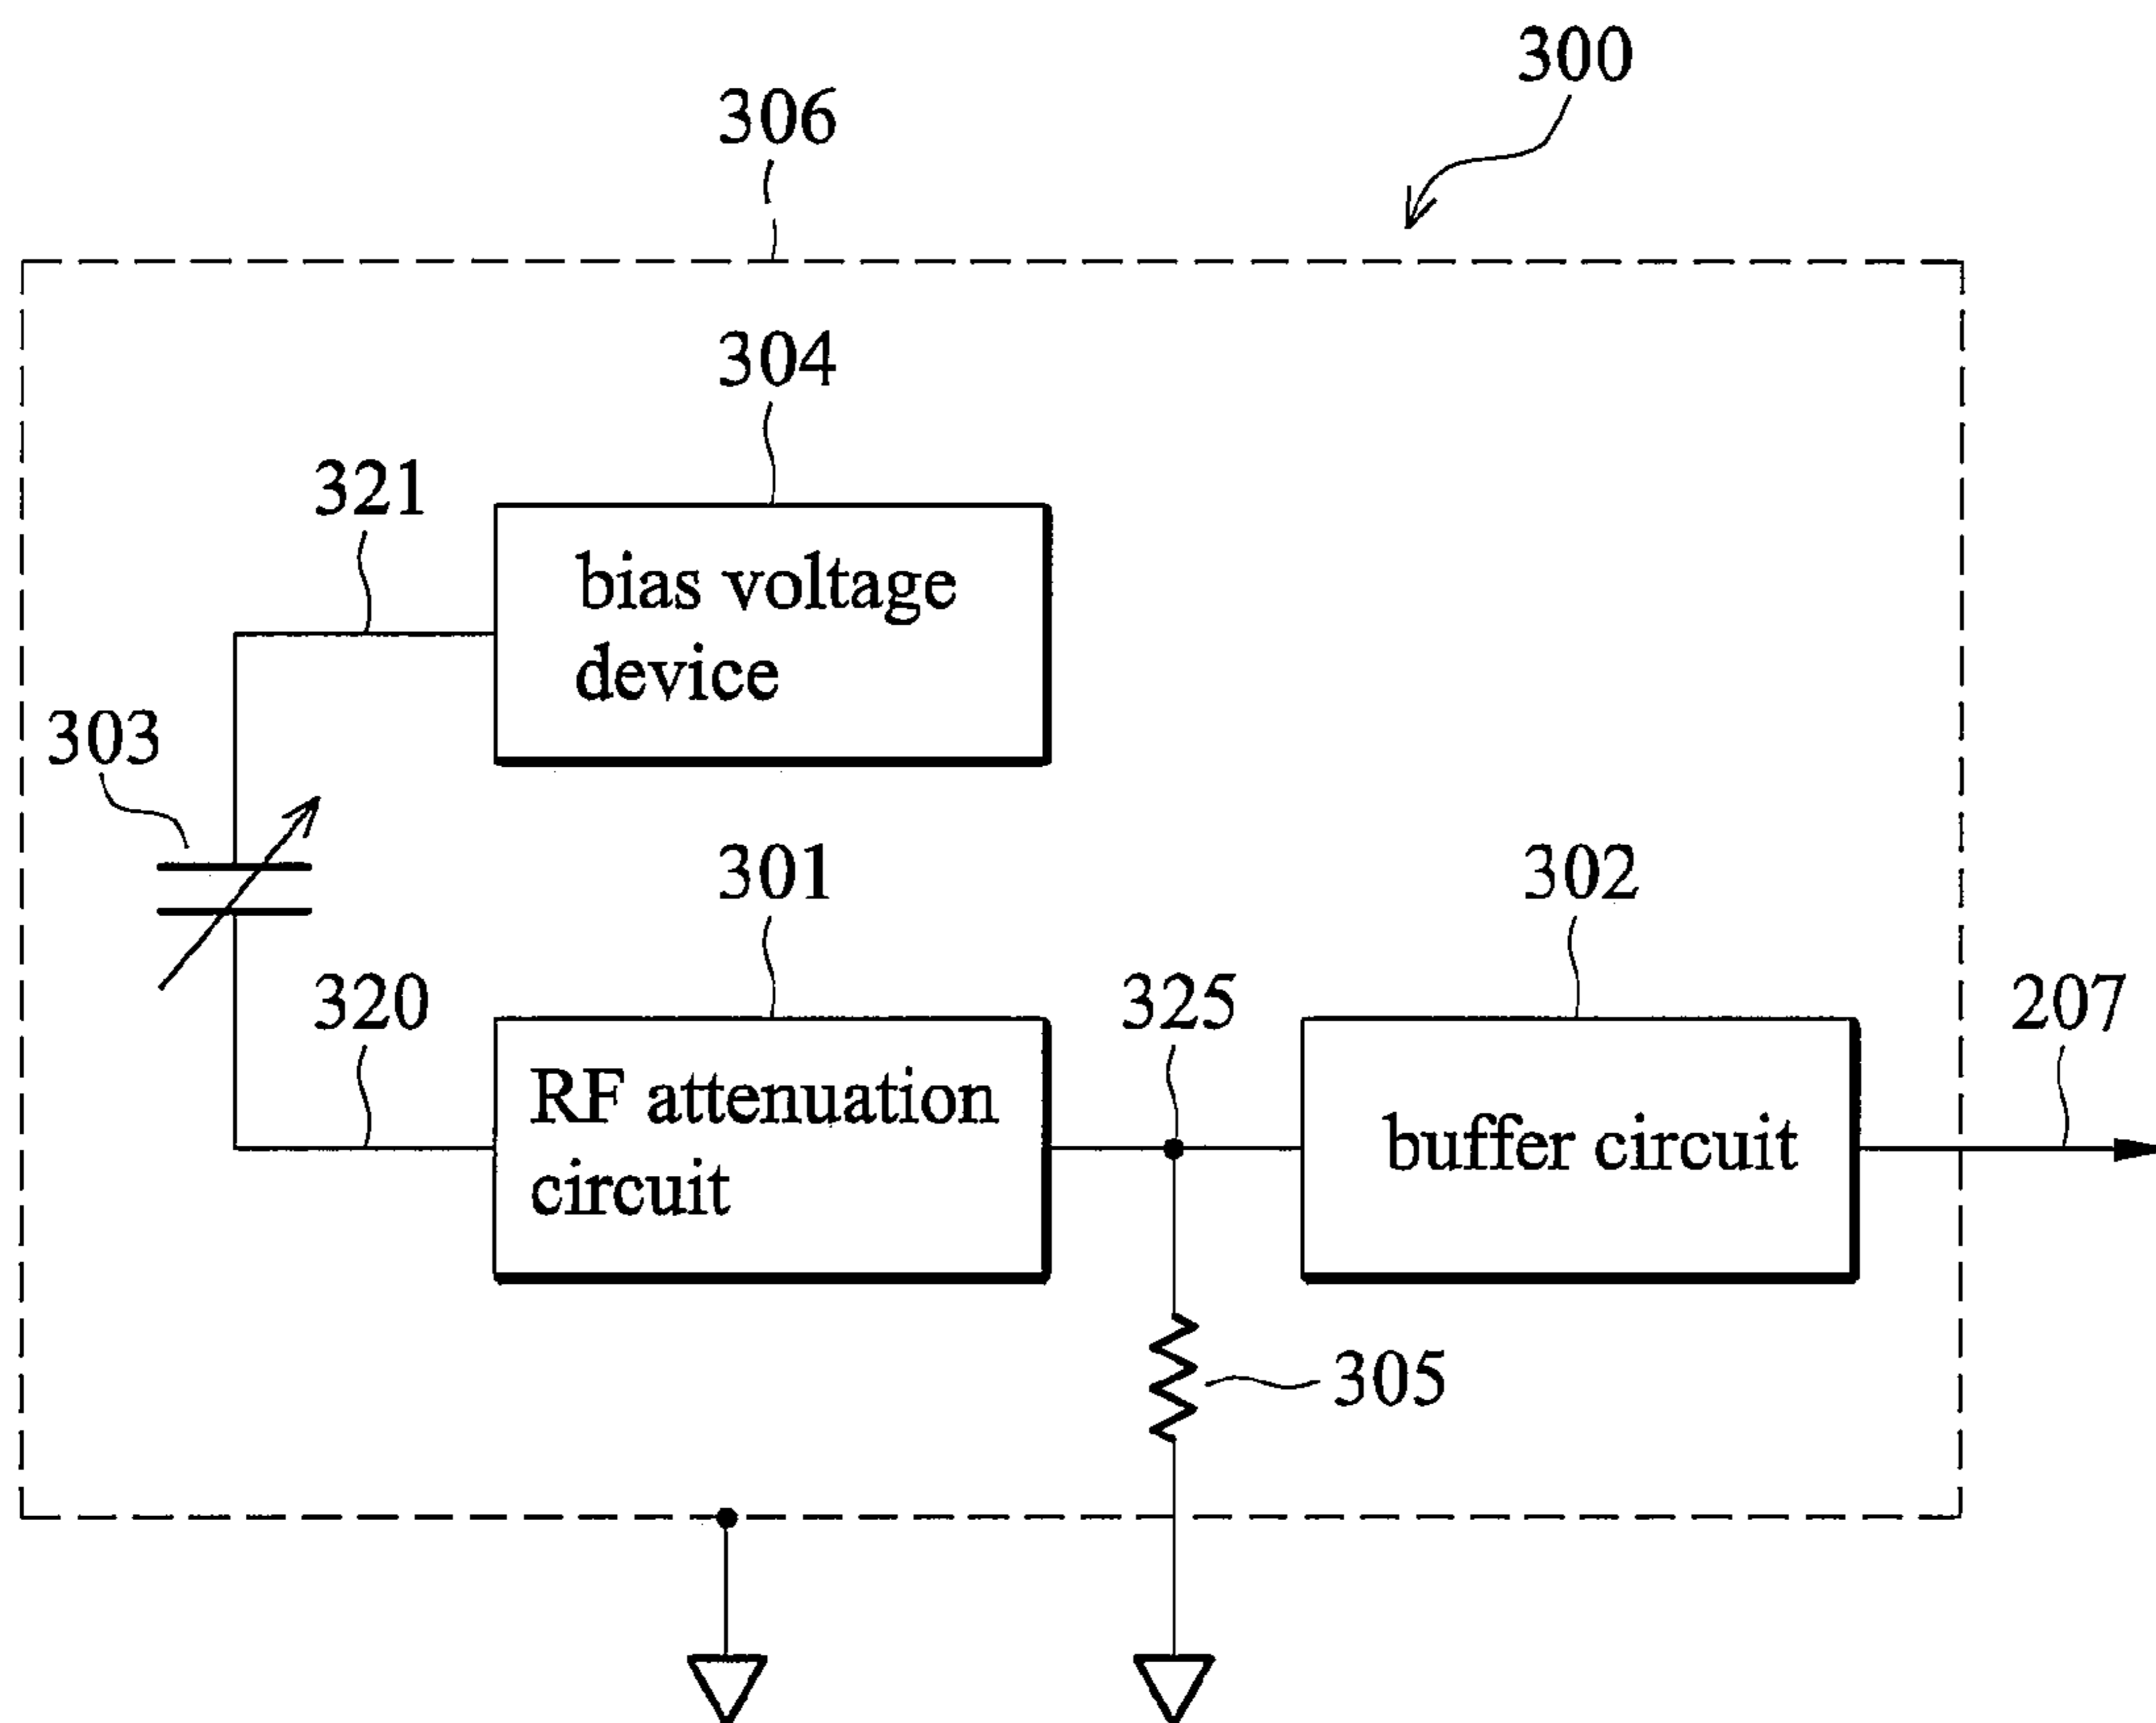 300
306
304
321
bias voltage
device
303
301
302
320
325
207
RF attenuation
circuit
buffer circuit
305